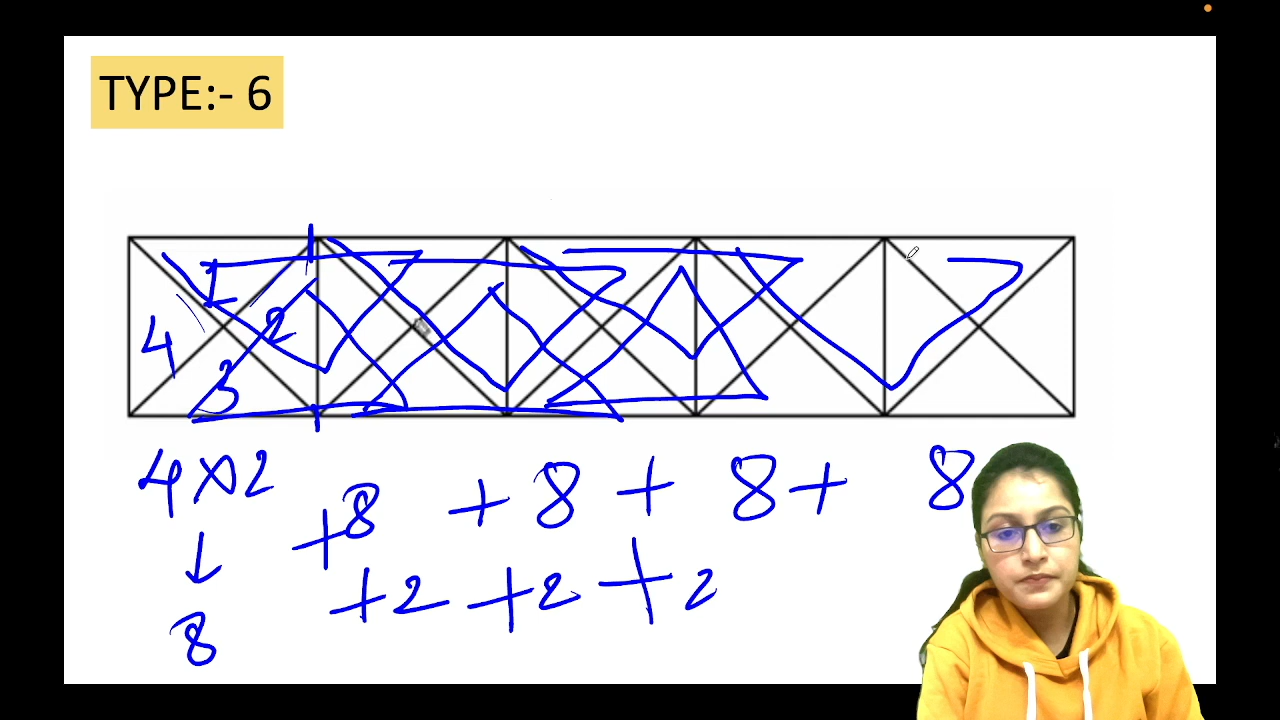 TYPE:- 6
1
2
4
3
4 × 2 + 8 + 8 + 8 + 8
↓ + 2 + 2 + 2
8